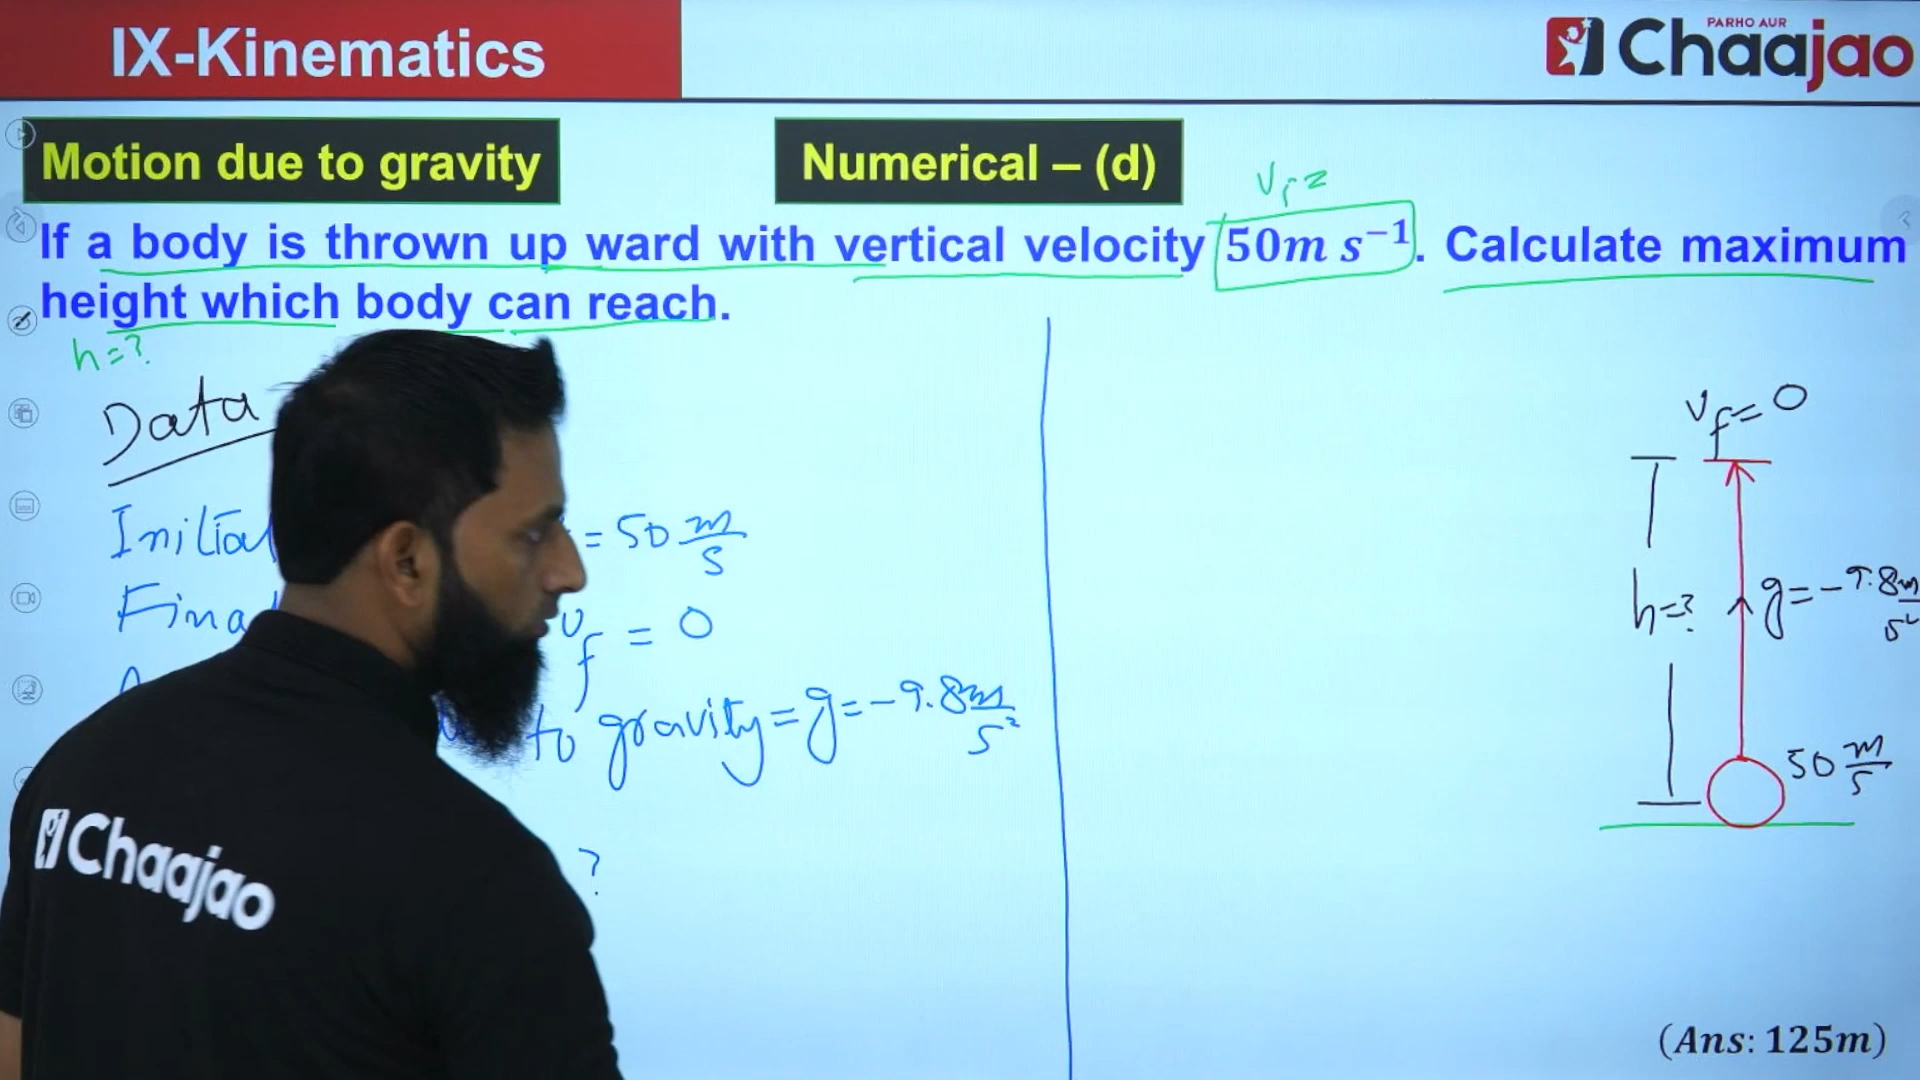 IX-Kinematics
PARHO AUR
Chaajao
Motion due to gravity
Numerical – (d)
Vi=
If a body is thrown up ward with vertical velocity 50m s⁻¹. Calculate maximum
height which body can reach.
h=?
Data
= 50 m/s
vf = 0
to gravity = g = -9.8 m/s²
?
vf = 0
h=?
g = -9.8 m/s²
50 m/s
Chaajao
(Ans: 125m)